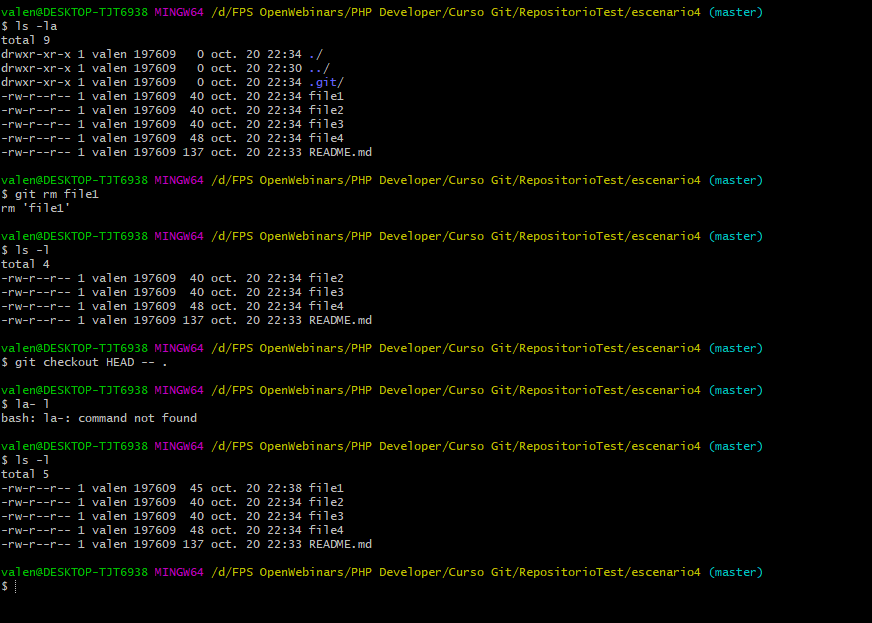 valen@DESKTOP-TJT6938 MINGW64 /d/FPS OpenWebinars/PHP Developer/Curso Git/RepositorioTest/escenario4 (master)
$ ls -la
total 9
drwxr-xr-x 1 valen 197609   0 oct. 20 22:34 ./
drwxr-xr-x 1 valen 197609   0 oct. 20 22:30 ../
drwxr-xr-x 1 valen 197609   0 oct. 20 22:34 .git/
-rw-r--r-- 1 valen 197609  40 oct. 20 22:34 file1
-rw-r--r-- 1 valen 197609  40 oct. 20 22:34 file2
-rw-r--r-- 1 valen 197609  40 oct. 20 22:34 file3
-rw-r--r-- 1 valen 197609  48 oct. 20 22:34 file4
-rw-r--r-- 1 valen 197609 137 oct. 20 22:33 README.md
valen@DESKTOP-TJT6938 MINGW64 /d/FPS OpenWebinars/PHP Developer/Curso Git/RepositorioTest/escenario4 (master)
$ git rm file1
rm 'file1'
valen@DESKTOP-TJT6938 MINGW64 /d/FPS OpenWebinars/PHP Developer/Curso Git/RepositorioTest/escenario4 (master)
$ ls -l
total 4
-rw-r--r-- 1 valen 197609  40 oct. 20 22:34 file2
-rw-r--r-- 1 valen 197609  40 oct. 20 22:34 file3
-rw-r--r-- 1 valen 197609  48 oct. 20 22:34 file4
-rw-r--r-- 1 valen 197609 137 oct. 20 22:33 README.md
valen@DESKTOP-TJT6938 MINGW64 /d/FPS OpenWebinars/PHP Developer/Curso Git/RepositorioTest/escenario4 (master)
$ git checkout HEAD -- .
valen@DESKTOP-TJT6938 MINGW64 /d/FPS OpenWebinars/PHP Developer/Curso Git/RepositorioTest/escenario4 (master)
$ la- l
bash: la-: command not found
valen@DESKTOP-TJT6938 MINGW64 /d/FPS OpenWebinars/PHP Developer/Curso Git/RepositorioTest/escenario4 (master)
$ ls -l
total 5
-rw-r--r-- 1 valen 197609  45 oct. 20 22:38 file1
-rw-r--r-- 1 valen 197609  40 oct. 20 22:34 file2
-rw-r--r-- 1 valen 197609  40 oct. 20 22:34 file3
-rw-r--r-- 1 valen 197609  48 oct. 20 22:34 file4
-rw-r--r-- 1 valen 197609 137 oct. 20 22:33 README.md
valen@DESKTOP-TJT6938 MINGW64 /d/FPS OpenWebinars/PHP Developer/Curso Git/RepositorioTest/escenario4 (master)
$